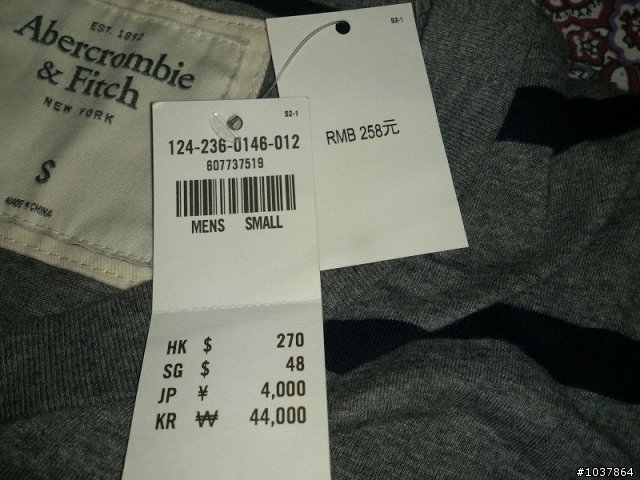 EST. 1892
Abercrombie
& Fitch
NEW YORK
S
MADE IN CHINA
S2-1
RMB 258元
S2-1
124-236-0146-012
607737519
MENS SMALL
HK $ 270
SG $ 48
JP ¥ 4,000
KR ₩ 44,000
#1037864